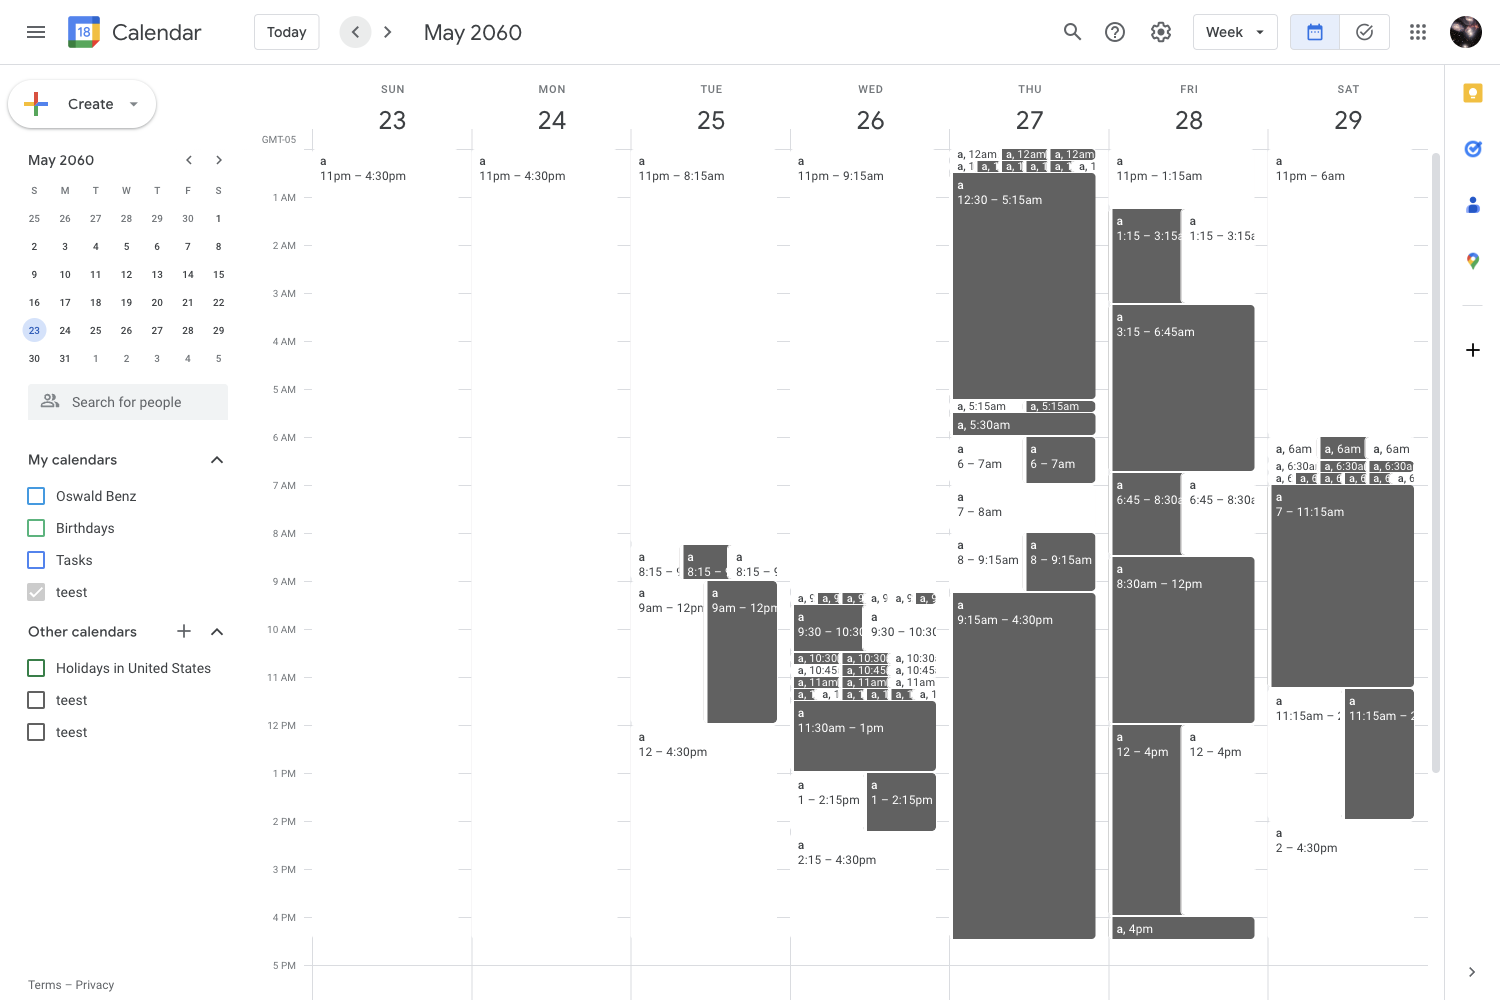 18 Calendar Today May 2060 Week
Create
May 2060
S M T W T F S
25 26 27 28 29 30 1
2 3 4 5 6 7 8
9 10 11 12 13 14 15
16 17 18 19 20 21 22
23 24 25 26 27 28 29
30 31 1 2 3 4 5
Search for people
My calendars
Oswald Benz
Birthdays
Tasks
teest
Other calendars
Holidays in United States
teest
teest
Terms – Privacy
SUN MON TUE WED THU FRI SAT
23 24 25 26 27 28 29
GMT-05
1 AM
2 AM
3 AM
4 AM
5 AM
6 AM
7 AM
8 AM
9 AM
10 AM
11 AM
12 PM
1 PM
2 PM
3 PM
4 PM
5 PM
a
11pm – 4:30pm
a
11pm – 4:30pm
a
11pm – 8:15am
a a a
8:15 – 8:15 – 8:15 –
a a
9am – 12pm 9am – 12pm
a
12 – 4:30pm
a
11pm – 9:15am
a, 9 a, 9 a, 9 a, 9 a, 9 a, 9
a a
9:30 – 10:30 9:30 – 10:30
a, 10:30 a, 10:30 a, 10:30
a, 10:45 a, 10:45 a, 10:45
a, 11am a, 11am a, 11am
a, 1 a, 1 a, 1 a, 1 a, 1 a, 1
a
11:30am – 1pm
a a
1 – 2:15pm 1 – 2:15pm
a
2:15 – 4:30pm
a, 12am a, 12am a, 12am
a, 1 a, 1 a, 1 a, 1 a, 1 a, 1
a
12:30 – 5:15am
a, 5:15am a, 5:15am
a, 5:30am
a a
6 – 7am 6 – 7am
a
7 – 8am
a a
8 – 9:15am 8 – 9:15am
a
9:15am – 4:30pm
a
11pm – 1:15am
a a
1:15 – 3:15a 1:15 – 3:15a
a
3:15 – 6:45am
a a
6:45 – 8:30a 6:45 – 8:30a
a
8:30am – 12pm
a a
12 – 4pm 12 – 4pm
a, 4pm
a
11pm – 6am
a, 6am a, 6am a, 6am
a, 6:30a a, 6:30a a, 6:30a
a, 6 a, 6 a, 6 a, 6 a, 6 a, 6
a
7 – 11:15am
a a
11:15am – 2 11:15am – 2
a
2 – 4:30pm